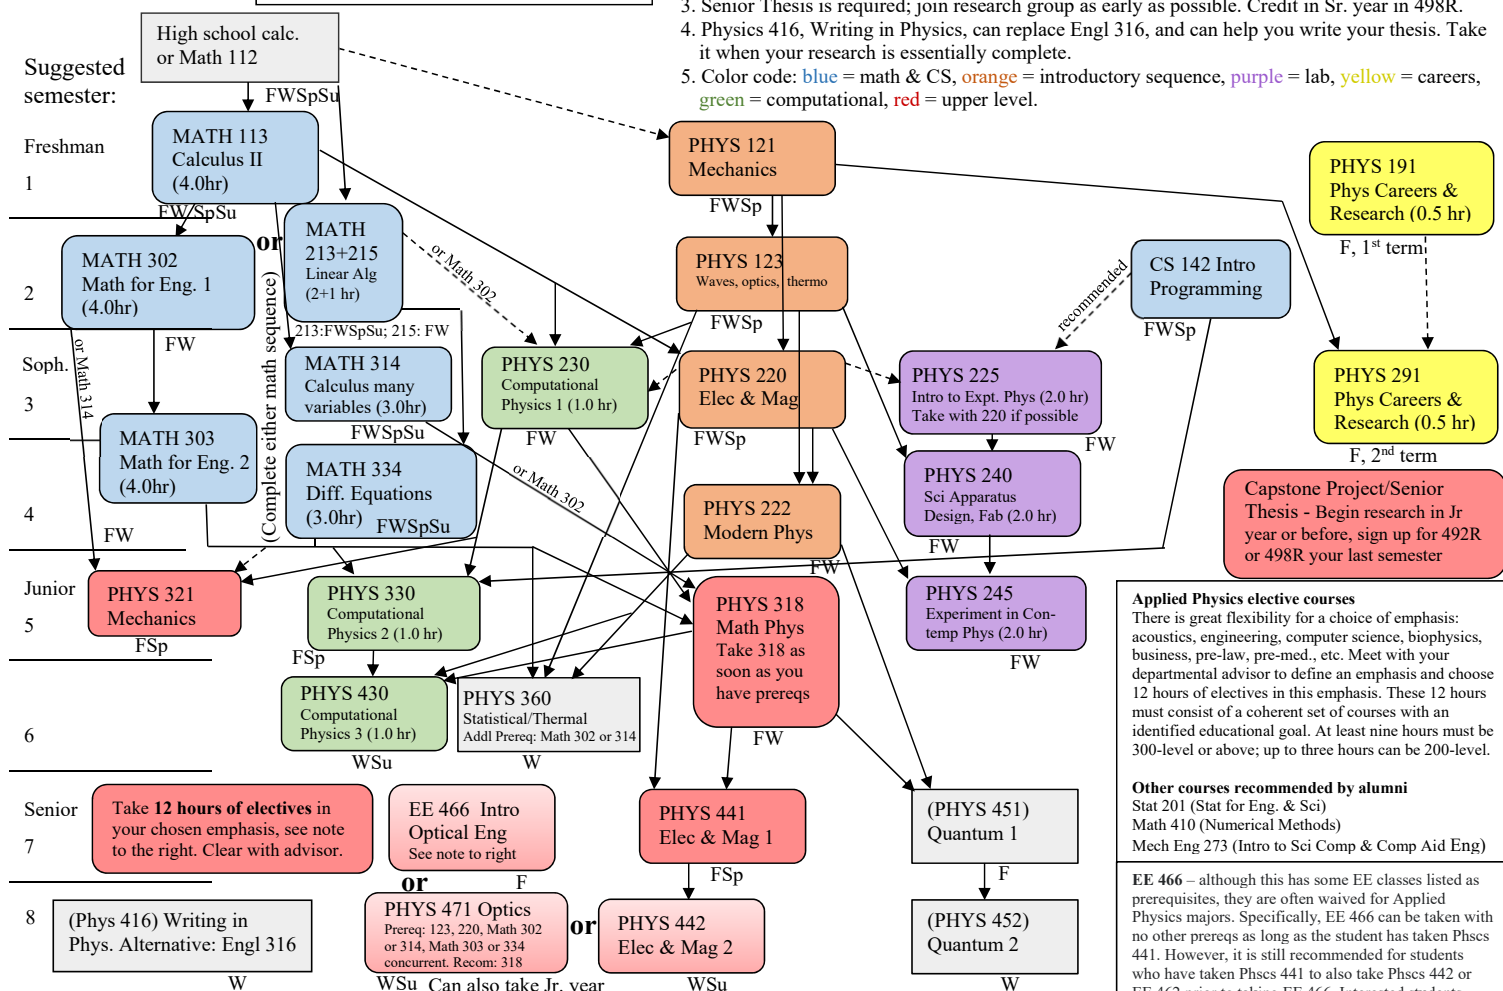 3. Senior Thesis is required; join research group as early as possible. Credit in Sr. year in 498R.
4. Physics 416, Writing in Physics, can replace Engl 316, and can help you write your thesis. Take
it when your research is essentially complete.
5. Color code: blue = math & CS, orange = introductory sequence, purple = lab, yellow = careers,
green = computational, red = upper level.
High school calc.
or Math 112
FWSpSu
Suggested
semester:
Freshman
1
MATH 113
Calculus II
(4.0hr)
FWSpSu
PHYS 121
Mechanics
FWSp
PHYS 191
Phys Careers &
Research (0.5 hr)
F, 1st term
2
MATH 302
Math for Eng. 1
(4.0hr)
FW
or
MATH
213+215
Linear Alg
(2+1 hr)
213:FWSpSu; 215: FW
or Math 302
PHYS 123
Waves, optics, thermo
FWSp
CS 142 Intro
Programming
FWSp
recommended
(Complete either math sequence)
Soph.
3
or Math 314
MATH 314
Calculus many
variables (3.0hr)
FWSpSu
PHYS 230
Computational
Physics 1 (1.0 hr)
FW
PHYS 220
Elec & Mag
FWSp
PHYS 225
Intro to Expt. Phys (2.0 hr)
Take with 220 if possible
FW
PHYS 291
Phys Careers &
Research (0.5 hr)
F, 2nd term
4
MATH 303
Math for Eng. 2
(4.0hr)
FW
MATH 334
Diff. Equations
(3.0hr)
FWSpSu
or Math 302
PHYS 222
Modern Phys
FW
PHYS 240
Sci Apparatus
Design, Fab (2.0 hr)
FW
Capstone Project/Senior
Thesis - Begin research in Jr
year or before, sign up for 492R
or 498R your last semester
Junior
5
PHYS 321
Mechanics
FSp
PHYS 330
Computational
Physics 2 (1.0 hr)
FSp
PHYS 318
Math Phys
Take 318 as
soon as you
have prereqs
FW
PHYS 245
Experiment in Con-
temp Phys (2.0 hr)
FW
6
PHYS 430
Computational
Physics 3 (1.0 hr)
WSu
PHYS 360
Statistical/Thermal
Addl Prereq: Math 302 or 314
W
Applied Physics elective courses
There is great flexibility for a choice of emphasis:
acoustics, engineering, computer science, biophysics,
business, pre-law, pre-med., etc. Meet with your
departmental advisor to define an emphasis and choose
12 hours of electives in this emphasis. These 12 hours
must consist of a coherent set of courses with an
identified educational goal. At least nine hours must be
300-level or above; up to three hours can be 200-level.
Other courses recommended by alumni
Stat 201 (Stat for Eng. & Sci)
Math 410 (Numerical Methods)
Mech Eng 273 (Intro to Sci Comp & Comp Aid Eng)
Senior
7
Take 12 hours of electives in
your chosen emphasis, see note
to the right. Clear with advisor.
EE 466 Intro
Optical Eng
See note to right
F
or
PHYS 441
Elec & Mag 1
FSp
(PHYS 451)
Quantum 1
F
8
(Phys 416) Writing in
Phys. Alternative: Engl 316
W
PHYS 471 Optics
Prereq: 123, 220, Math 302
or 314, Math 303 or 334
concurrent. Recom: 318
WSu Can also take Jr. year
or
PHYS 442
Elec & Mag 2
WSu
(PHYS 452)
Quantum 2
W
EE 466 – although this has some EE classes listed as
prerequisites, they are often waived for Applied
Physics majors. Specifically, EE 466 can be taken with
no other prereqs as long as the student has taken Phscs
441. However, it is still recommended for students
who have taken Phscs 441 to also take Phscs 442 or
EE 462 prior to taking EE 466. Interested students